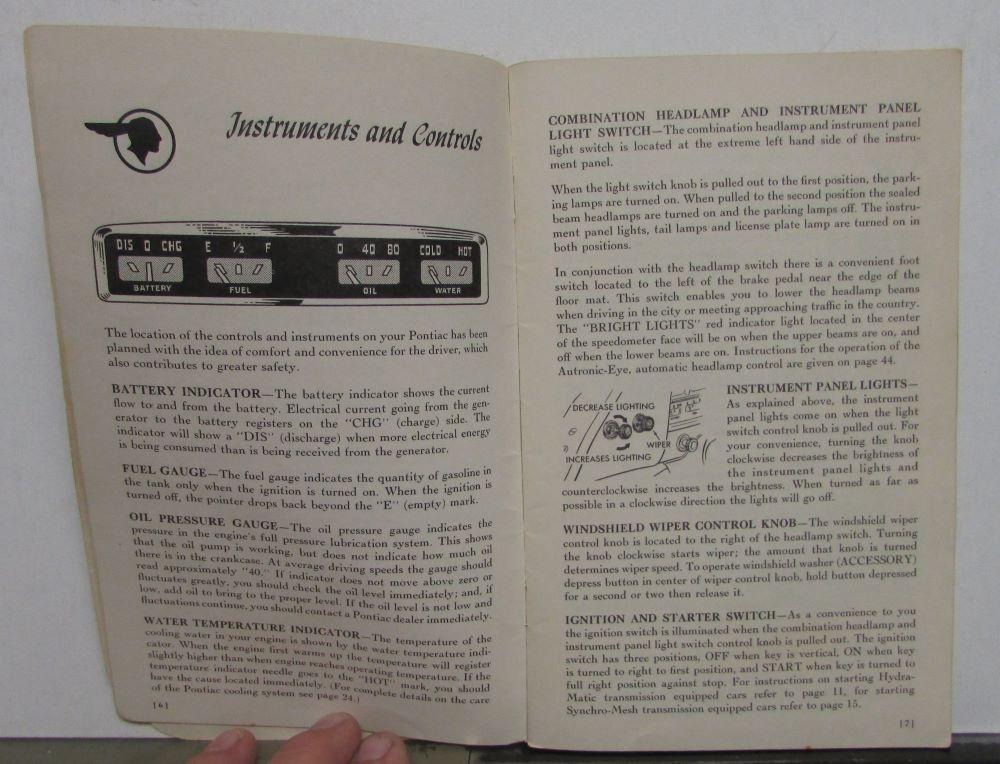 Instruments and Controls
DIS 0 CHG E ½ F 0 40 80 COLD HOT
BATTERY FUEL OIL WATER
The location of the controls and instruments on your Pontiac has been
planned with the idea of comfort and convenience for the driver, which
also contributes to greater safety.
BATTERY INDICATOR—The battery indicator shows the current
flow to and from the battery. Electrical current going from the gen-
erator to the battery registers on the "CHG" (charge) side. The
indicator will show a "DIS" (discharge) when more electrical energy
is being consumed than is being received from the generator.
FUEL GAUGE—The fuel gauge indicates the quantity of gasoline in
the tank only when the ignition is turned on. When the ignition is
turned off, the pointer drops back beyond the "E" (empty) mark.
OIL PRESSURE GAUGE—The oil pressure gauge indicates the
pressure in the engine's full pressure lubrication system. This shows
that the oil pump is working, but does not indicate how much oil
there is in the crankcase. At average driving speeds the gauge should
read approximately "40." If indicator does not move above zero or
fluctuates greatly, you should check the oil level immediately; and, if
low, add oil to bring to the proper level. If the oil level is not low and
fluctuations continue, you should contact a Pontiac dealer immediately.
WATER TEMPERATURE INDICATOR—The temperature of the
cooling water in your engine is shown by the water temperature indi-
cator. When the engine first warms up the temperature will register
slightly higher than when engine reaches operating temperature. If the
temperature indicator needle goes to the "HOT" mark, you should
have the cause located immediately. (For complete details on the care
of the Pontiac cooling system see page 24.)
[6]
COMBINATION HEADLAMP AND INSTRUMENT PANEL
LIGHT SWITCH—The combination headlamp and instrument panel
light switch is located at the extreme left hand side of the instru-
ment panel.
When the light switch knob is pulled out to the first position, the park-
ing lamps are turned on. When pulled to the second position the sealed
beam headlamps are turned on and the parking lamps off. The instru-
ment panel lights, tail lamps and license plate lamp are turned on in
both positions.
In conjunction with the headlamp switch there is a convenient foot
switch located to the left of the brake pedal near the edge of the
floor mat. This switch enables you to lower the headlamp beams
when driving in the city or meeting approaching traffic in the country.
The "BRIGHT LIGHTS" red indicator light located in the center
of the speedometer face will be on when the upper beams are on, and
off when the lower beams are on. Instructions for the operation of the
Autronic-Eye, automatic headlamp control are given on page 44.
DECREASE LIGHTING
WIPER
INCREASES LIGHTING
INSTRUMENT PANEL LIGHTS—
As explained above, the instrument
panel lights come on when the light
switch control knob is pulled out. For
your convenience, turning the knob
clockwise decreases the brightness of
the instrument panel lights and
counterclockwise increases the brightness. When turned as far as
possible in a clockwise direction the lights will go off.
WINDSHIELD WIPER CONTROL KNOB—The windshield wiper
control knob is located to the right of the headlamp switch. Turning
the knob clockwise starts wiper; the amount that knob is turned
determines wiper speed. To operate windshield washer (ACCESSORY)
depress button in center of wiper control knob, hold button depressed
for a second or two then release it.
IGNITION AND STARTER SWITCH—As a convenience to you
the ignition switch is illuminated when the combination headlamp and
instrument panel light switch control knob is pulled out. The ignition
switch has three positions, OFF when key is vertical, ON when key
is turned to right to first position, and START when key is turned to
full right position against stop. For instructions on starting Hydra-
Matic transmission equipped cars refer to page 11, for starting
Synchro-Mesh transmission equipped cars refer to page 15.
[7]